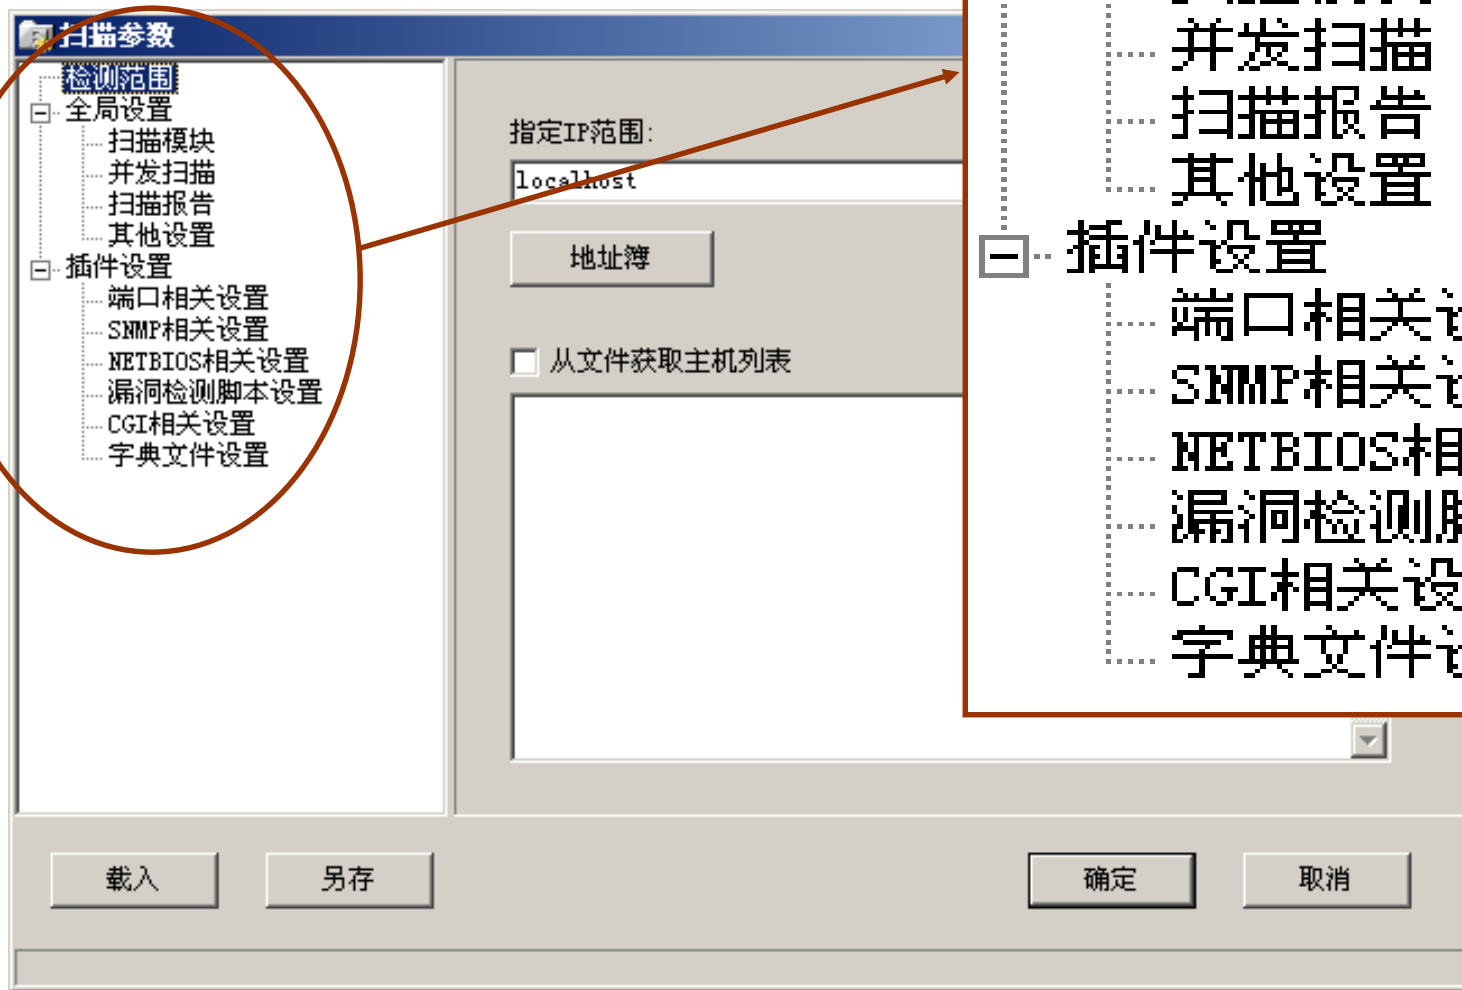 扫描参数
检测范围
全局设置
扫描模块
并发扫描
扫描报告
其他设置
插件设置
端口相关设置
SNMP相关设置
NETBIOS相关设置
漏洞检测脚本设置
CGI相关设置
字典文件设置
指定IP范围:
localhost
地址簿
从文件获取主机列表
载入
另存
确定
取消
并发扫描
扫描报告
其他设置
插件设置
端口相关
SNMP相关
NETBIOS相
漏洞检测
CGI相关设
字典文件